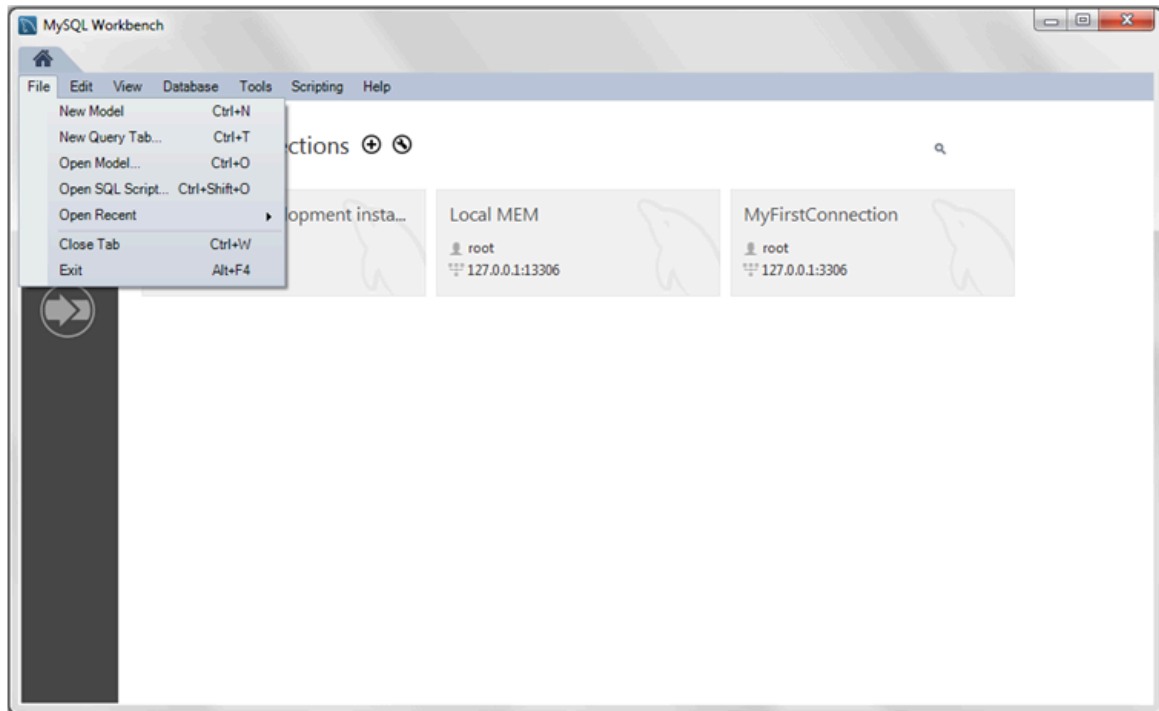 MySQL Workbench
File Edit View Database Tools Scripting Help
New Model Ctrl+N
New Query Tab... Ctrl+T
Open Model... Ctrl+O
Open SQL Script... Ctrl+Shift+O
Open Recent
Close Tab Ctrl+W
Exit Alt+F4
ctions
lopment insta...
Local MEM
root
127.0.0.1:13306
MyFirstConnection
root
127.0.0.1:3306